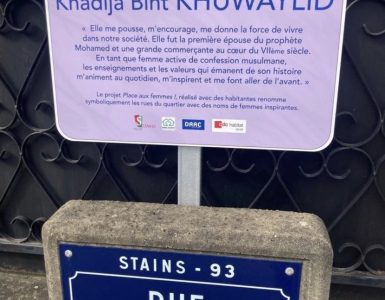 Khadija Bint KHUWAYLID
« Elle me pousse, m'encourage, me donne la force de vivre
dans notre société. Elle fut la première épouse du prophète
Mohamed et une grande commerçante au cœur du VIIème siècle.
En tant que femme active de confession musulmane,
les enseignements et les valeurs qui émanent de son histoire
m'animent au quotidien, m'inspirent et me font aller de l'avant. »
Le projet Place aux femmes !, réalisé avec des habitantes renomme
symboliquement les rues du quartier avec des noms de femmes inspirantes.
DRAC
cdc habitat
STAINS - 93
RUE